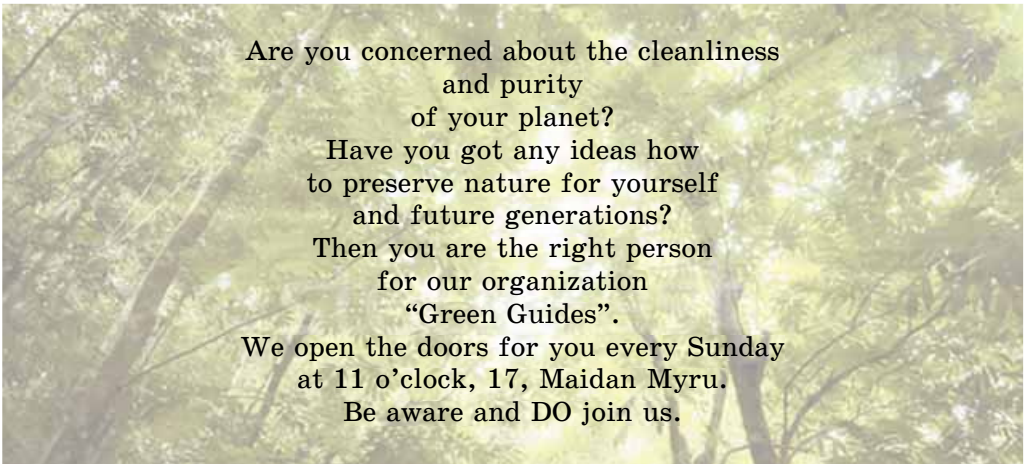 Are you concerned about the cleanliness
and purity
of your planet?
Have you got any ideas how
to preserve nature for yourself
and future generations?
Then you are the right person
for our organization
“Green Guides”.
We open the doors for you every Sunday
at 11 o’clock, 17, Maidan Myru.
Be aware and DO join us.